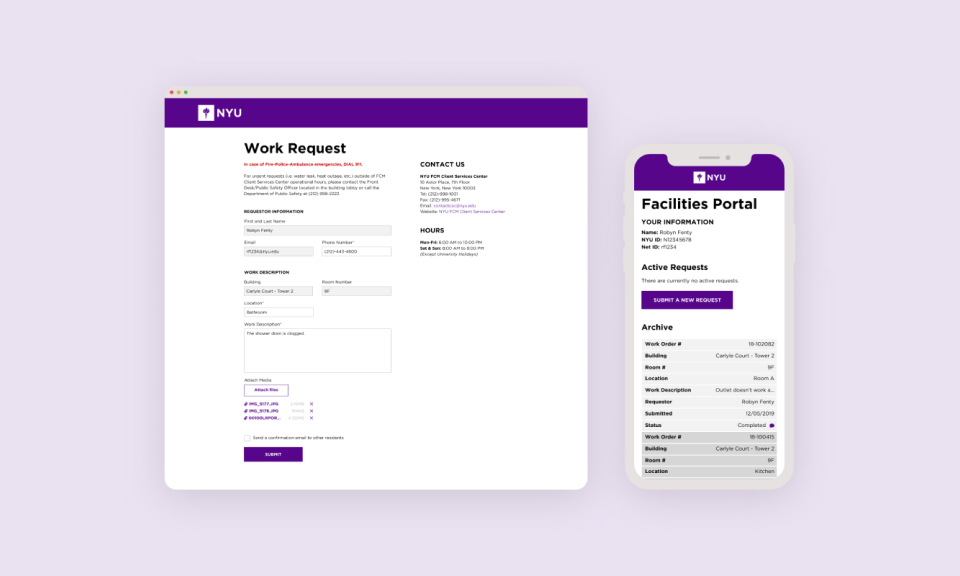 NYU
Work Request
In case of Fire-Police-Ambulance emergencies, DIAL 911.
For urgent requests (i.e. water leak, heat outage, etc.) outside of FCM
Client Services Center operational hours, please contact the Front
Desk/Public Safety Officer located in the building lobby or call the
Department of Public Safety at (212)-998-2222.
REQUESTOR INFORMATION
First and Last Name
Robyn Fenty
Email
Phone Number*
rf1234@nyu.edu
(212)-443-4800
WORK DESCRIPTION
Building
Room Number
Carlyle Court - Tower 2
9F
Location*
Bathroom
Work Description*
The shower drain is clogged.
Attach Media
Attach files
IMG_9177.JPG
IMG_9178.JPG
Send a confirmation email to other residents
SUBMIT
CONTACT US
NYU FCM Client Services Center
10 Astor Place, 7th Floor
New York, New York 10003
Tel: (212)-998-1001
Fax: (212)-995-4671
Email: contactcsc@nyu.edu
Website: NYU FCM Client Services Center
HOURS
Mon-Fri: 6:00 AM to 10:00 PM
Sat & Sun: 8:00 AM to 8:00 PM
(Except University Holidays)
NYU
Facilities Portal
YOUR INFORMATION
Name: Robyn Fenty
NYU ID: N12345678
Net ID: rf1234
Active Requests
There are currently no active requests.
SUBMIT A NEW REQUEST
Archive
Work Order # 18-102082
Building Carlyle Court - Tower 2
Room # 9F
Location Room A
Work Description Outlet doesn't work a...
Requestor Robyn Fenty
Submitted 12/05/2019
Status Completed
Work Order # 18-100415
Building Carlyle Court - Tower 2
Room # 9F
Location Kitchen